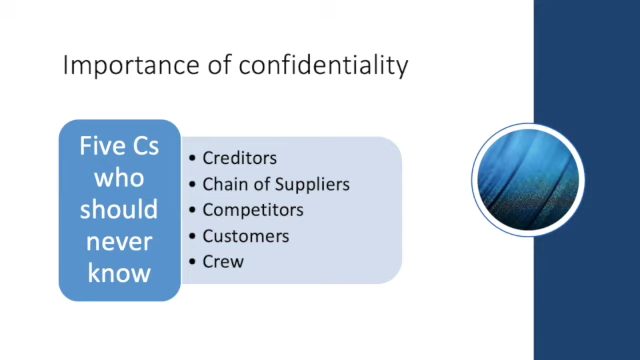 Importance of confidentiality
Five Cs
who
should
never
know
• Creditors
• Chain of Suppliers
• Competitors
• Customers
• Crew